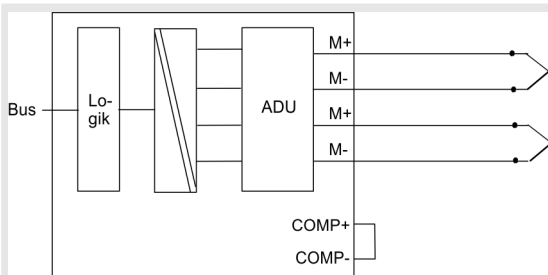 Bus
Lo-
gik
ADU
M+
M-
M+
M-
COMP+
COMP-